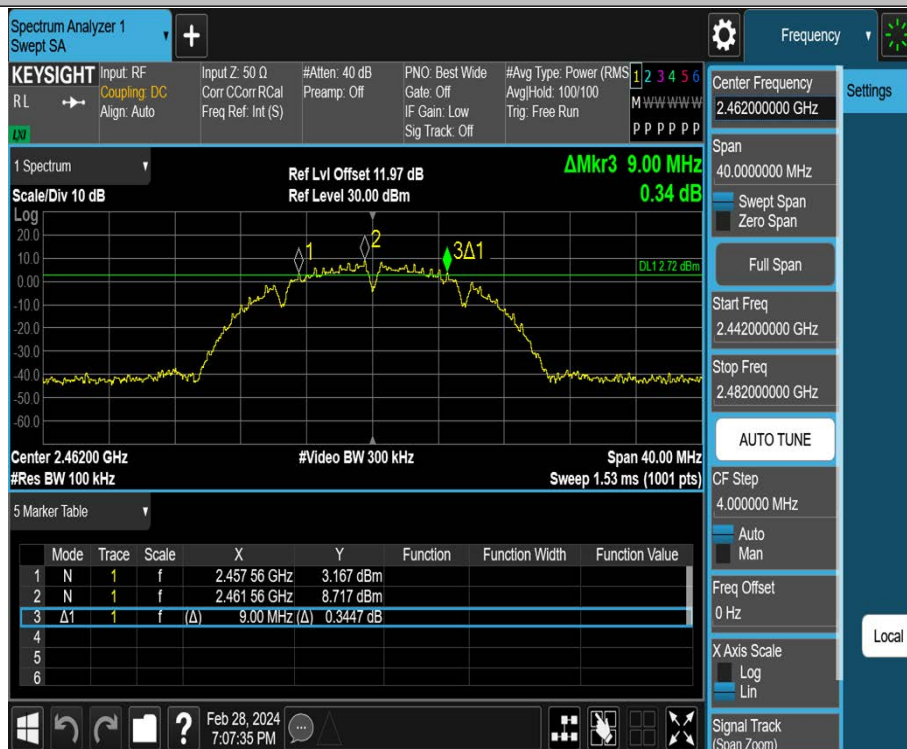 Spectrum Analyzer 1
Swept SA
+
Frequency
KEYSIGHT
RL
LXI
Input: RF
Coupling: DC
Align: Auto
Input Z: 50 Ω
Corr CCorr RCal
Freq Ref: Int (S)
#Atten: 40 dB
Preamp: Off
PNO: Best Wide
Gate: Off
IF Gain: Low
Sig Track: Off
#Avg Type: Power (RMS
Avg|Hold: 100/100
Trig: Free Run
1 2 3 4 5 6
M W W W W W
P P P P P P
1 Spectrum
Scale/Div 10 dB
Ref Lvl Offset 11.97 dB
Ref Level 30.00 dBm
ΔMkr3 9.00 MHz
0.34 dB
Log
20.0
10.0
0.00
-10.0
-20.0
-30.0
-40.0
-50.0
-60.0
1
2
3Δ1
DL1 2.72 dBm
Center 2.46200 GHz
#Video BW 300 kHz
Span 40.00 MHz
#Res BW 100 kHz
Sweep 1.53 ms (1001 pts)
5 Marker Table
Mode Trace Scale X Y Function Function Width Function Value
1 N 1 f 2.457 56 GHz 3.167 dBm
2 N 1 f 2.461 56 GHz 8.717 dBm
3 Δ1 1 f (Δ) 9.00 MHz (Δ) 0.3447 dB
4
5
6
?
Feb 28, 2024
7:07:35 PM
Center Frequency
2.462000000 GHz
Settings
Span
40.0000000 MHz
Swept Span
Zero Span
Full Span
Start Freq
2.442000000 GHz
Stop Freq
2.482000000 GHz
AUTO TUNE
CF Step
4.000000 MHz
Auto
Man
Freq Offset
0 Hz
Local
X Axis Scale
Log
Lin
Signal Track
(Span Zoom)